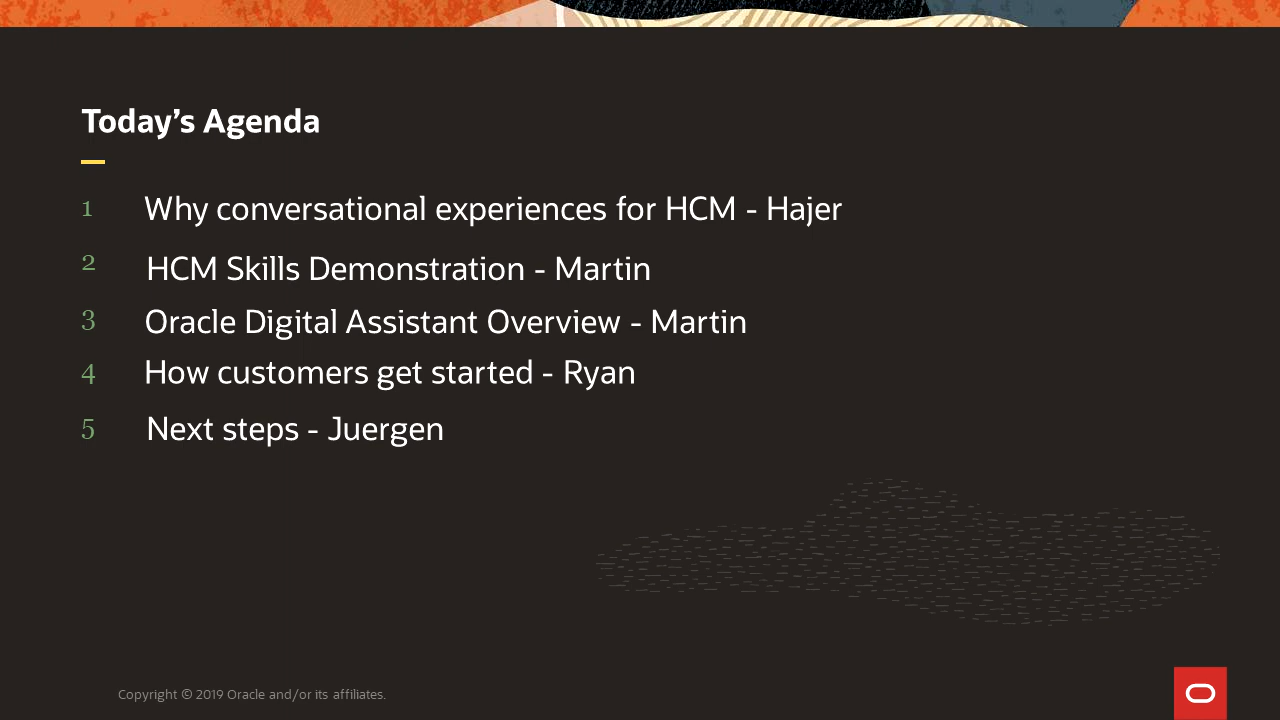 Today’s Agenda
1 Why conversational experiences for HCM - Hajer
2 HCM Skills Demonstration - Martin
3 Oracle Digital Assistant Overview - Martin
4 How customers get started - Ryan
5 Next steps - Juergen
Copyright © 2019 Oracle and/or its affiliates.